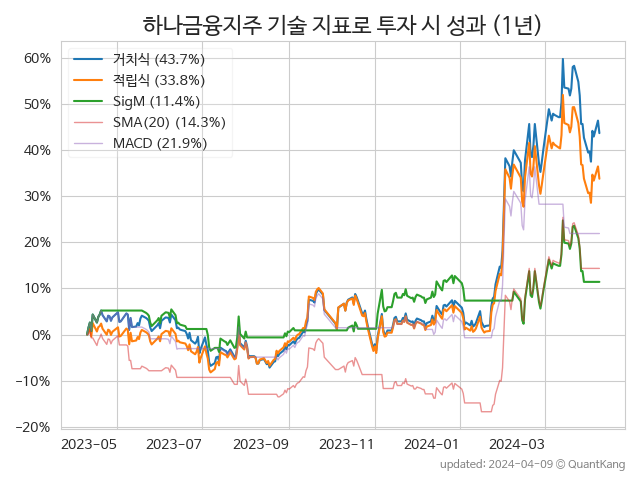 하나금융지주 기술 지표로 투자 시 성과 (1년)
60%
50%
40%
30%
20%
10%
0%
−10%
−20%
거치식 (43.7%)
적립식 (33.8%)
SigM (11.4%)
SMA(20) (14.3%)
MACD (21.9%)
2023-05
2023-07
2023-09
2023-11
2024-01
2024-03
updated: 2024-04-09 © QuantKang